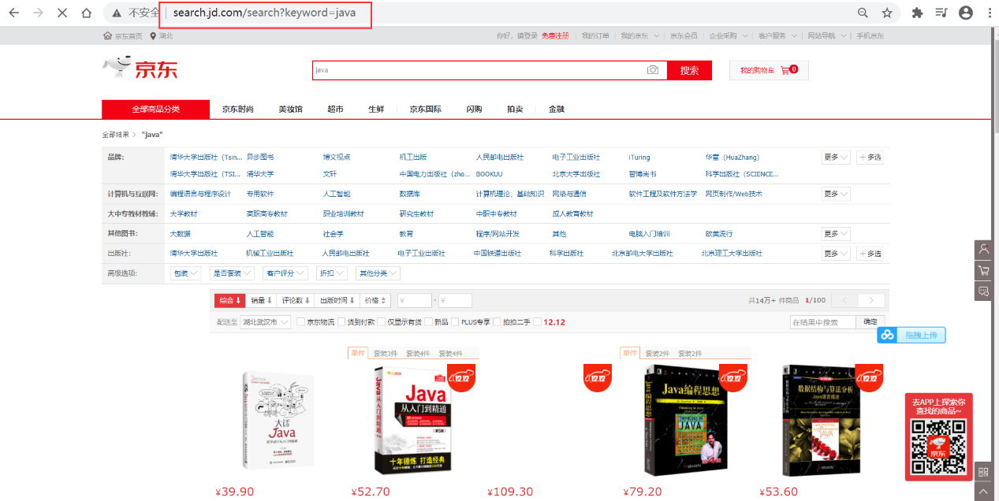 不安全 search.jd.com/search?keyword=java
京东首页 湖北 你好，请登录 免费注册 我的订单 我的京东 京东会员 企业采购 客户服务 网站导航 手机京东
京东 java 搜索 我的购物车 0
全部商品分类 京东时尚 美妆馆 超市 生鲜 京东国际 闪购 拍卖 金融
全部结果 > "java"
品牌： 清华大学出版社（Tsin... 异步图书 博文视点 机工出版 人民邮电出版社 电子工业出版社 iTuring 华章（HuaZhang） 更多 +多选
清华大学出版社（TSI... 清华大学 文轩 中国电力出版社（zho... BOOKUU 北京大学出版社 智博尚书 科学出版社（SCIENCE...
计算机与互联网： 编程语言与程序设计 专用软件 人工智能 数据库 计算机理论、基础知识 网络与通信 软件工程及软件方法学 网页制作/Web技术 更多
大中专教材教辅： 大学教材 高职高专教材 职业培训教材 研究生教材 中职中专教材 成人教育教材
其他图书： 大数据 人工智能 社会学 教育 程序/网站开发 其他 电脑入门培训 欧美流行 更多
出版社： 清华大学出版社 机械工业出版社 人民邮电出版社 电子工业出版社 中国铁道出版社 科学出版社 北京邮电大学出版社 北京理工大学出版社 更多 +多选
高级选项： 包装 是否套装 客户评分 折扣 其他分类
综合 销量 评论数 出版时间 价格 ¥ - ¥ 共14万+ 件商品 1/100 < >
配送至 湖北武汉市 京东物流 货到付款 仅显示有货 新品 PLUS专享 拍拍二手 12.12 在结果中搜索 确定
拖拽上传
单件 套装3件 套装4件 套装4件 单件 套装2件 套装2件
12.12 12.12 12.12 12.12
大话
Java
Java
从入门到精通
（第5版）
十年锤炼 打造经典
Java从入门到精通
Java编程思想
THINKING IN
JAVA
Java编程思想
数据结构与算法分析
Java语言描述
JAVA
去APP上探索你
查找的商品~
京东
¥39.90 ¥52.70 ¥109.30 ¥79.20 ¥53.60